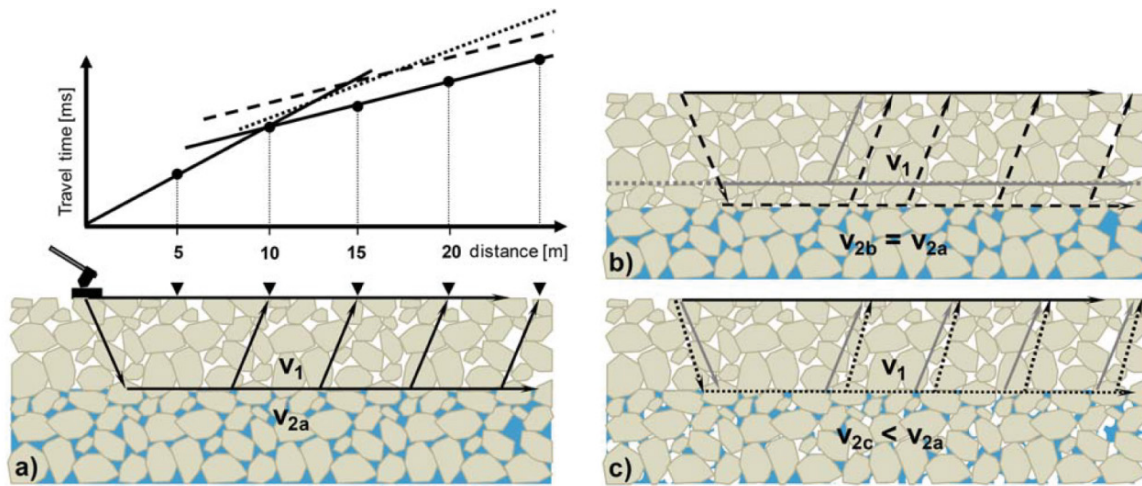 Travel time [ms]
5 10 15 20 distance [m]
v1
v2a
a)
v1
v2b = v2a
b)
v1
v2c < v2a
c)